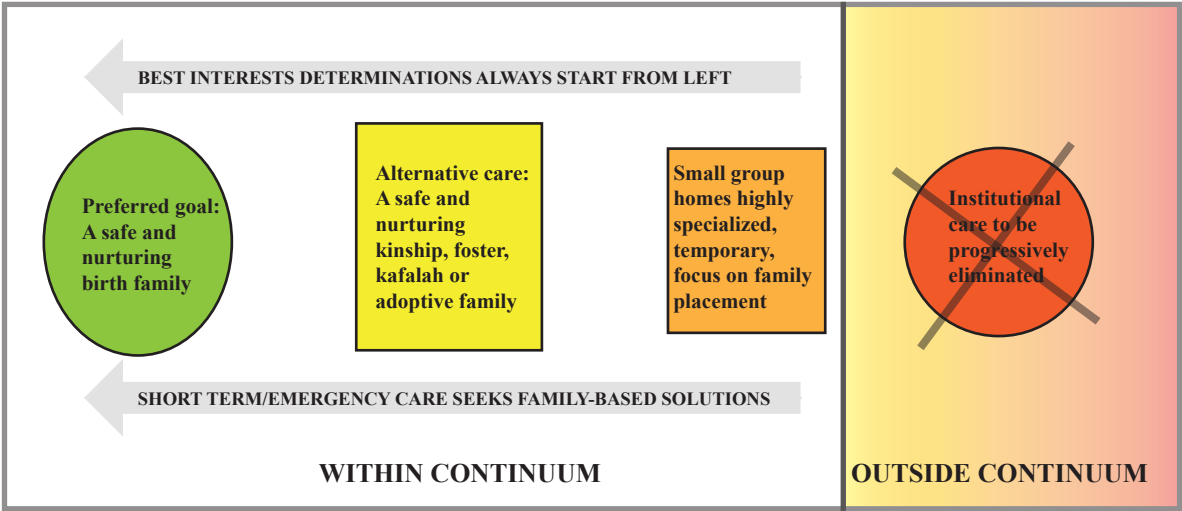 BEST INTERESTS DETERMINATIONS ALWAYS START FROM LEFT
Preferred goal:
A safe and
nurturing
birth family
Alternative care:
A safe and
nurturing
kinship, foster,
kafalah or
adoptive family
Small group
homes highly
specialized,
temporary,
focus on family
placement
Institutional
care to be
progressively
eliminated
SHORT TERM/EMERGENCY CARE SEEKS FAMILY-BASED SOLUTIONS
WITHIN CONTINUUM
OUTSIDE CONTINUUM